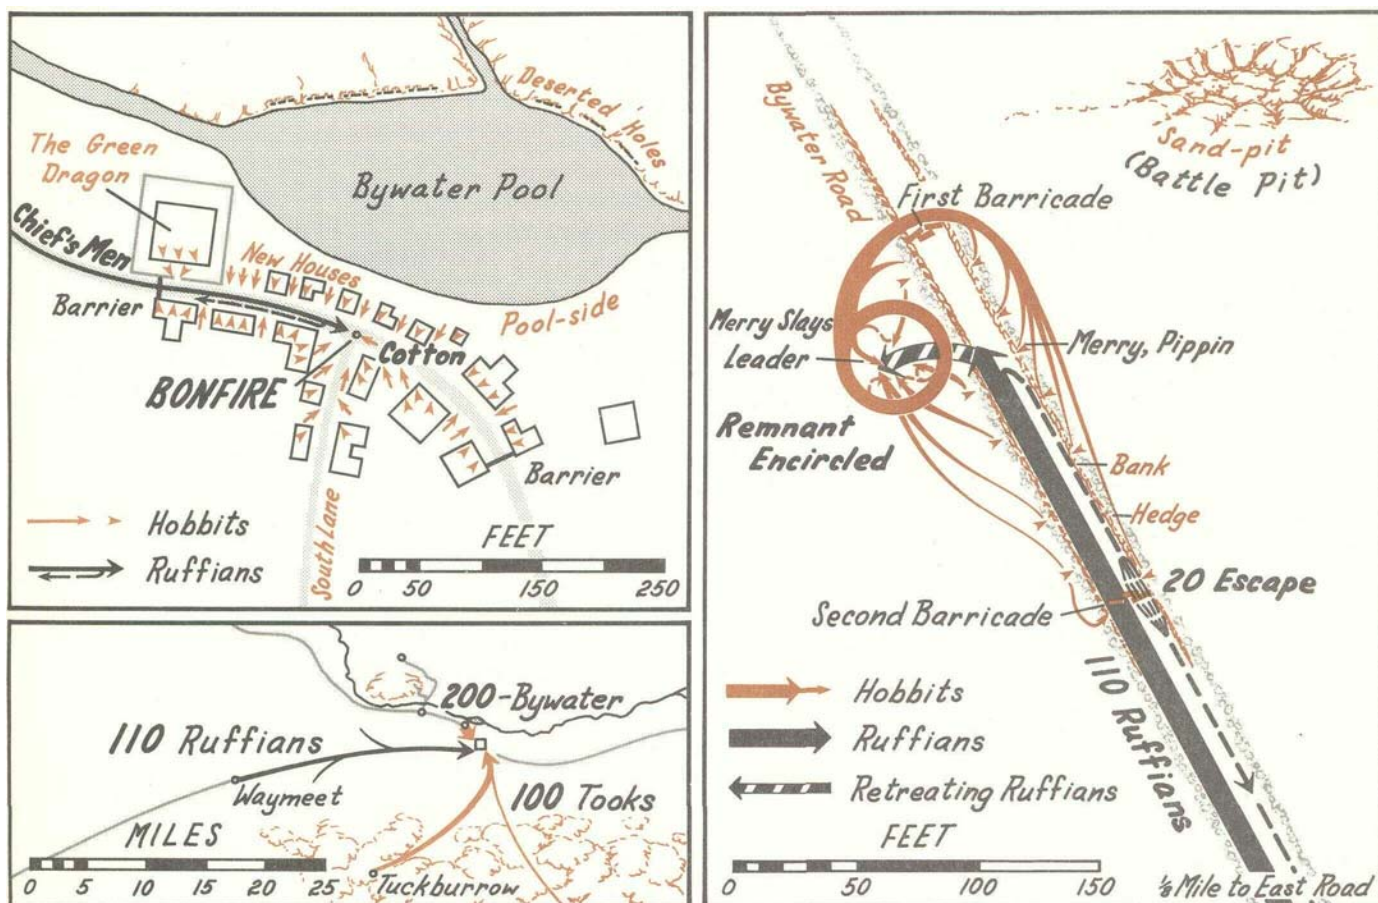 Deserted Holes
The Green
Dragon
Bywater Pool
Chief's Men
New Houses
Barrier
Pool-side
Cotton
BONFIRE
Barrier
South Lane
Hobbits
Ruffians
FEET
0 50 150 250
200-Bywater
110 Ruffians
Waymeet
100 Tooks
MILES
0 5 10 15 20 25
Tuckburrow
Bywater Road
Sand-pit
(Battle Pit)
First Barricade
Merry Slays
Leader
Merry, Pippin
Remnant
Encircled
Bank
Hedge
20 Escape
Second Barricade
110 Ruffians
Hobbits
Ruffians
Retreating Ruffians
FEET
0 50 100 150
⅛ Mile to East Road